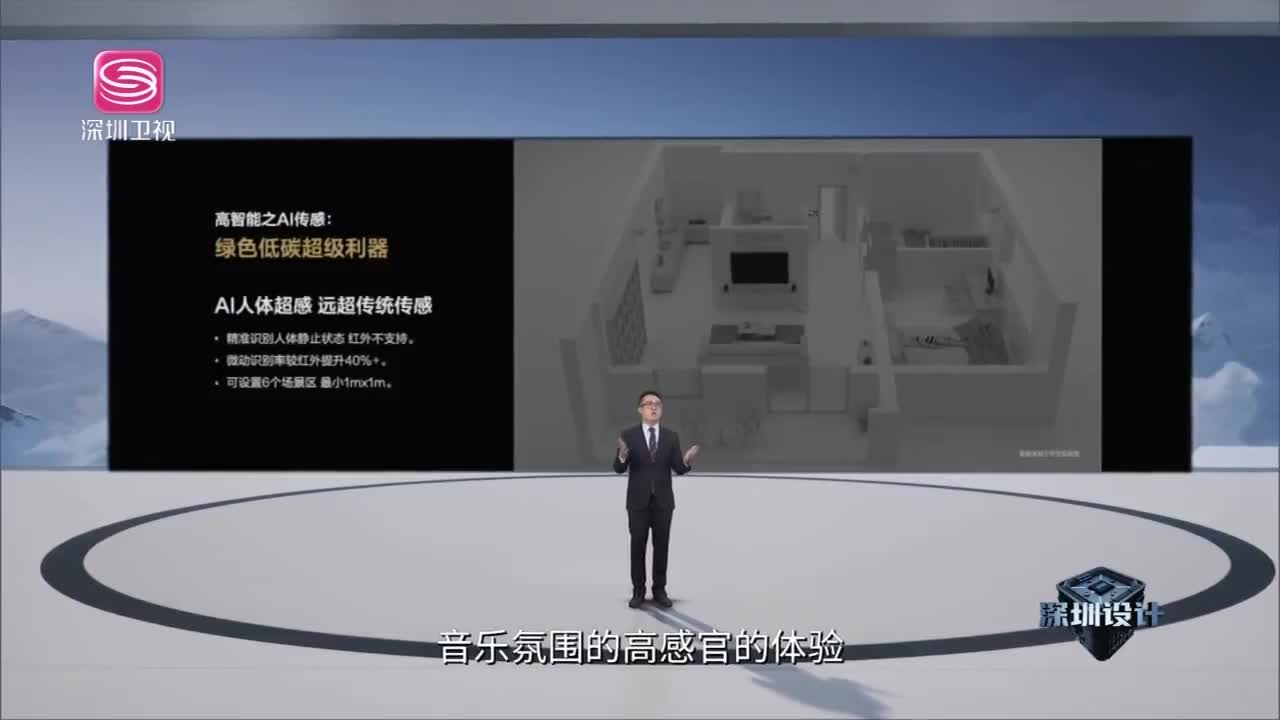 深圳卫视
高智能之AI传感：
绿色低碳超级利器
AI人体超感 远超传统传感
• 精准识别人体静止状态 红外不支持。
• 微动识别率较红外提升40%+。
• 可设置6个场景区 最小1mx1m。
深圳设计
音乐氛围的高感官的体验